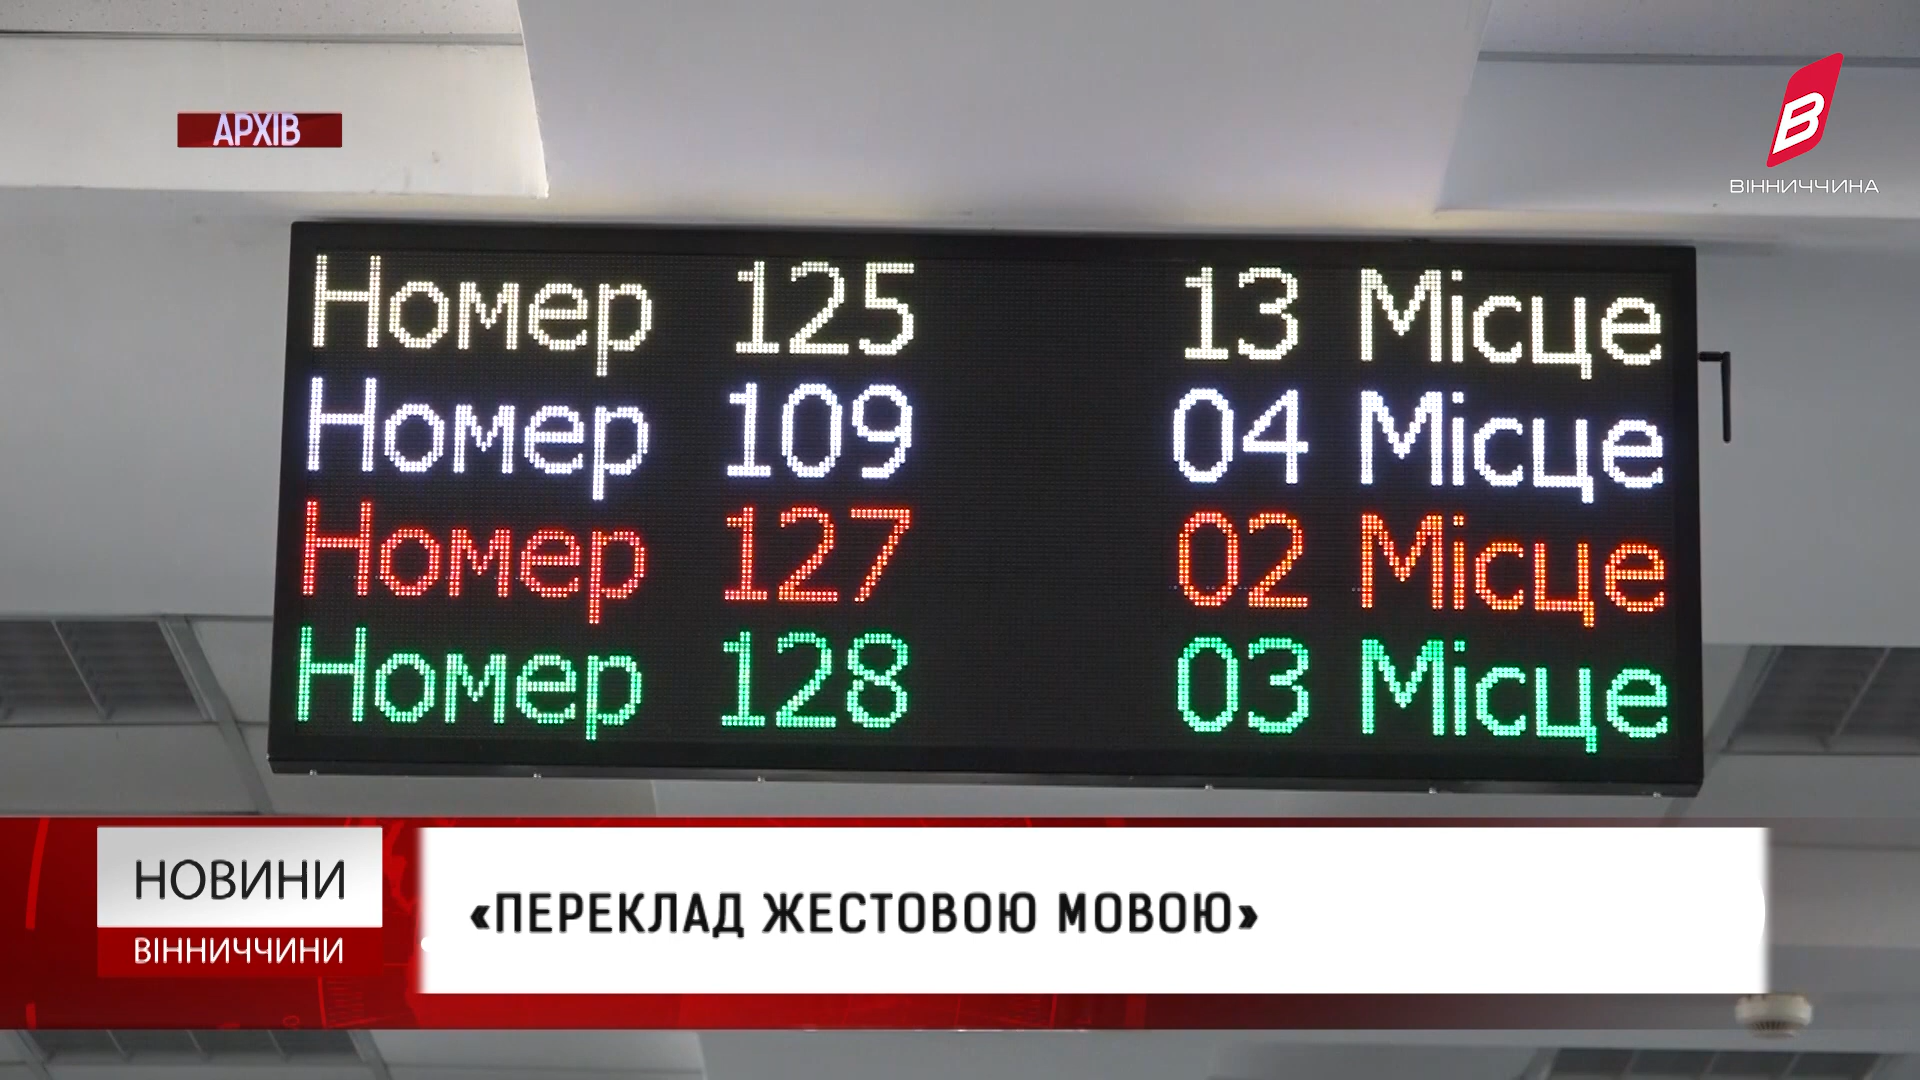 АРХІВ
В
ВІННИЧЧИНА
Номер 125 13 Місце
Номер 109 04 Місце
Номер 127 02 Місце
Номер 128 03 Місце
НОВИНИ
ВІННИЧЧИНИ
«ПЕРЕКЛАД ЖЕСТОВОЮ МОВОЮ»